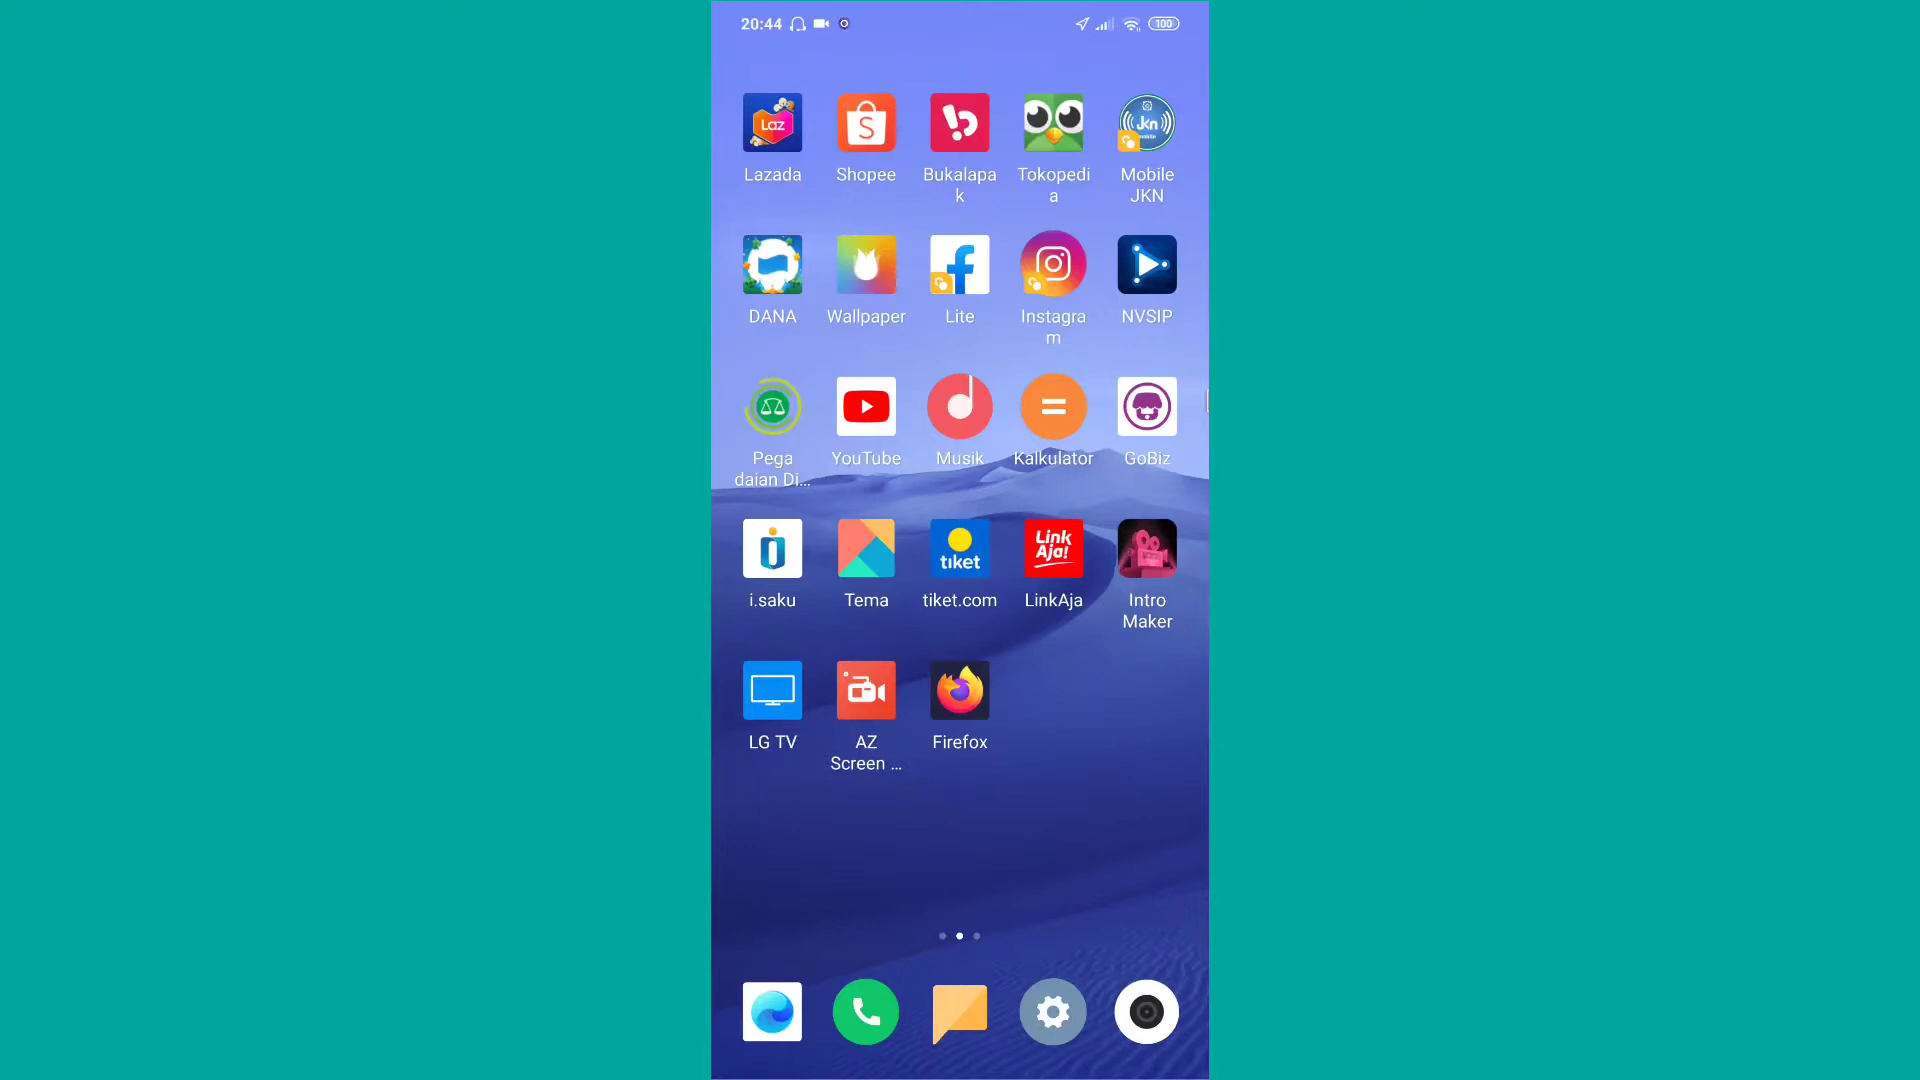 20:44
100
Laz
S
Jkn
mobile
Lazada
Shopee
Bukalapa
k
Tokopedi
a
Mobile
JKN
DANA
Wallpaper
Lite
Instagra
m
NVSIP
Pega
daian Di...
YouTube
Musik
Kalkulator
GoBiz
tiket
Link
Aja!
i.saku
Tema
tiket.com
LinkAja
Intro
Maker
LG TV
AZ
Screen ...
Firefox